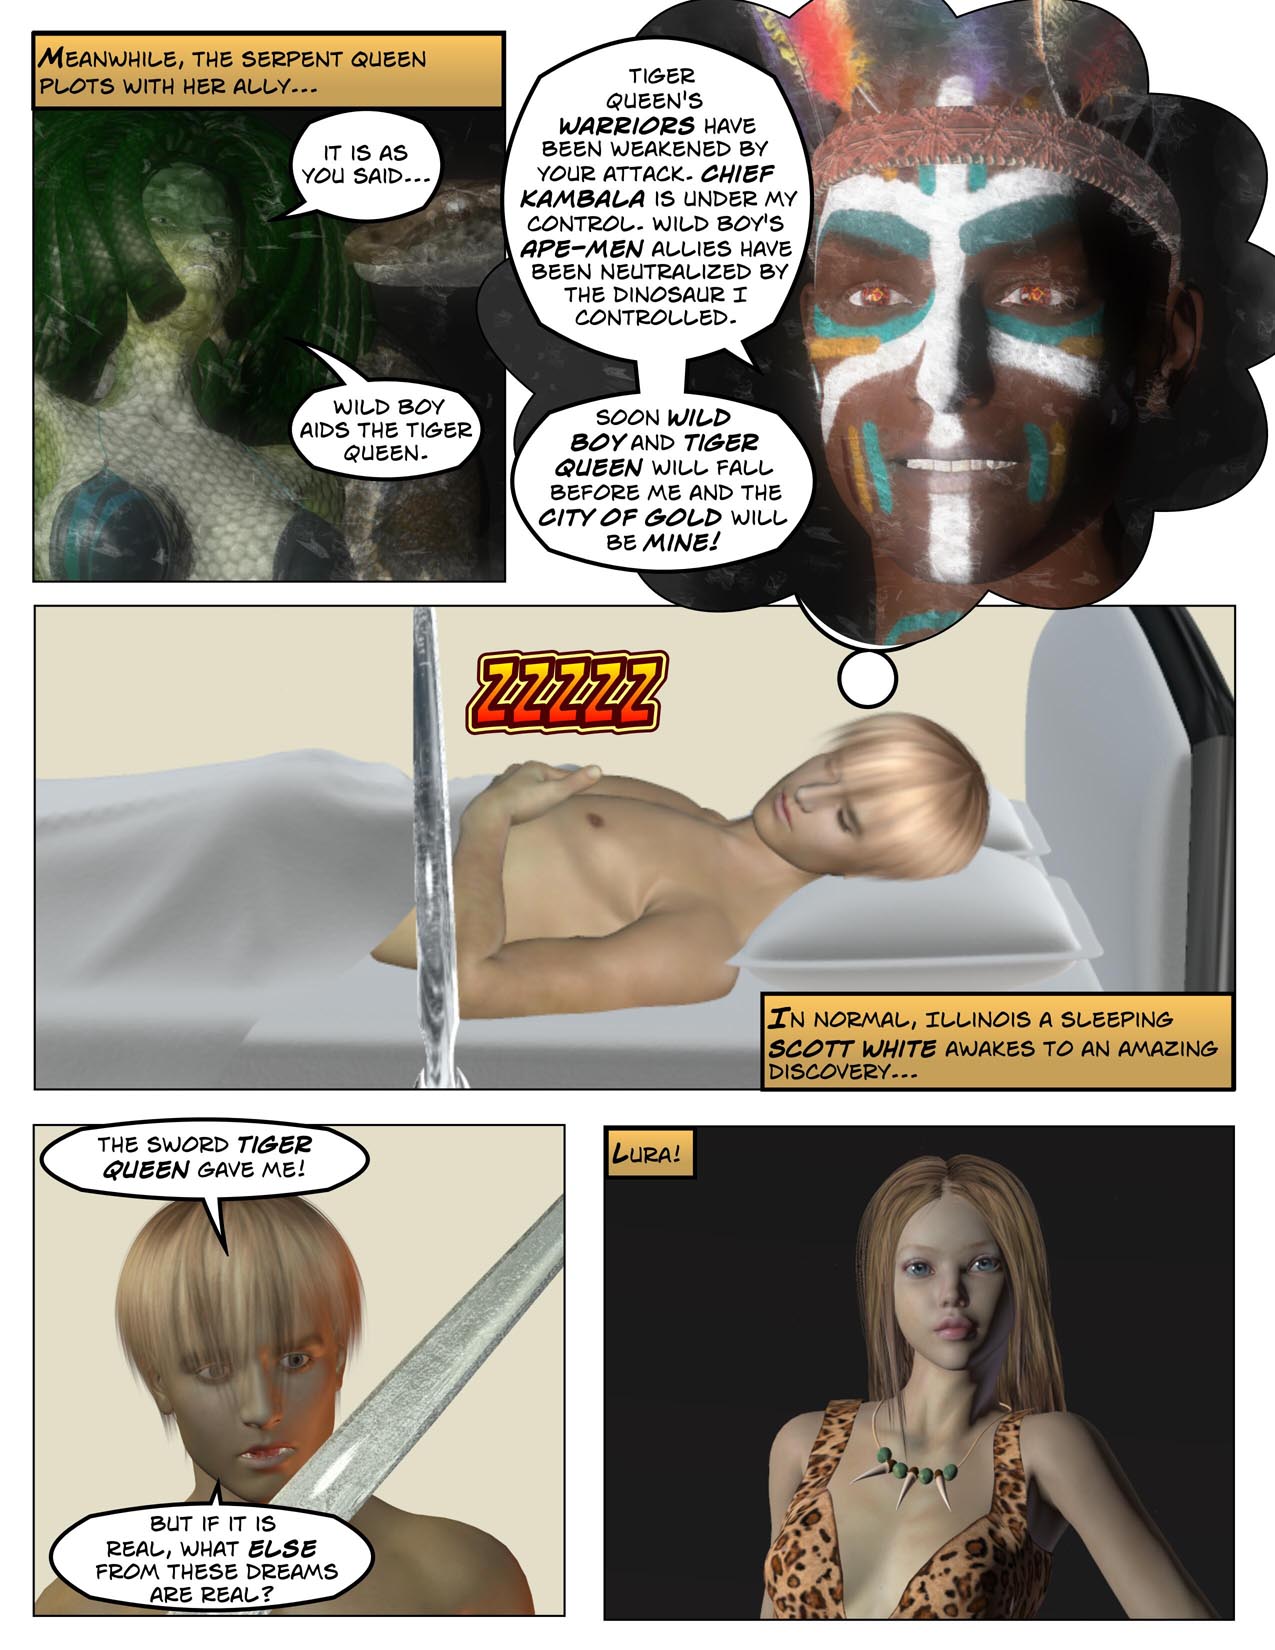 MEANWHILE, THE SERPENT QUEEN
PLOTS WITH HER ALLY...
IT IS AS
YOU SAID...
WILD BOY
AIDS THE TIGER
QUEEN.
TIGER
QUEEN'S
WARRIORS HAVE
BEEN WEAKENED BY
YOUR ATTACK. CHIEF
KAMBALA IS UNDER MY
CONTROL. WILD BOY'S
APE-MEN ALLIES HAVE
BEEN NEUTRALIZED BY
THE DINOSAUR I
CONTROLLED.
SOON WILD
BOY AND TIGER
QUEEN WILL FALL
BEFORE ME AND THE
CITY OF GOLD WILL
BE MINE!
ZZZZZ
IN NORMAL, ILLINOIS A SLEEPING
SCOTT WHITE AWAKES TO AN AMAZING
DISCOVERY...
THE SWORD TIGER
QUEEN GAVE ME!
BUT IF IT IS
REAL, WHAT ELSE
FROM THESE DREAMS
ARE REAL?
LURA!